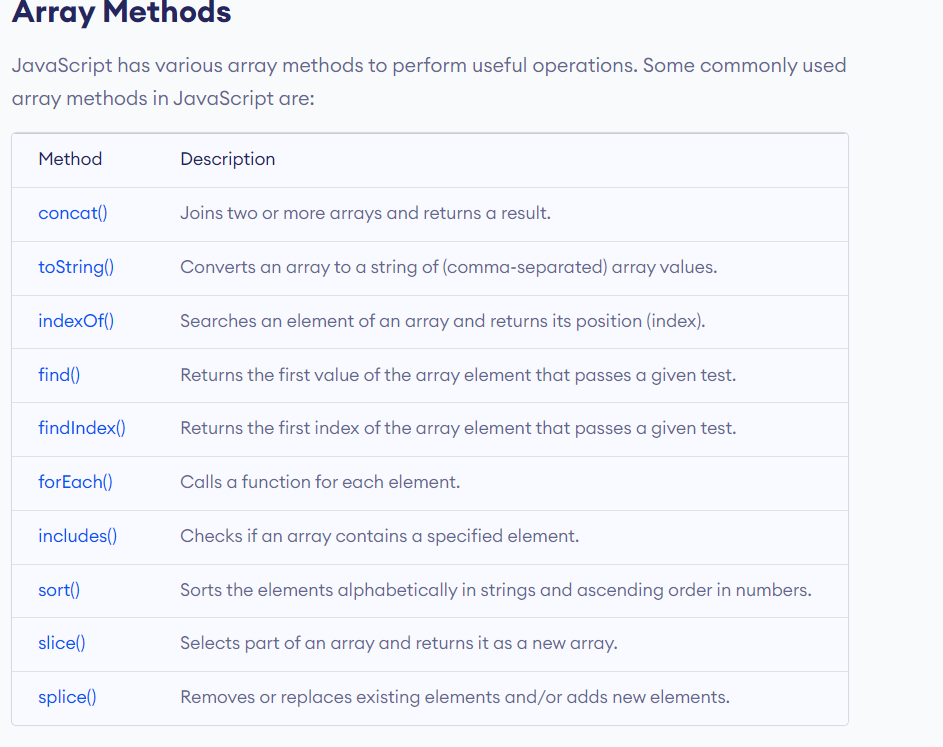 Array Methods
JavaScript has various array methods to perform useful operations. Some commonly used
array methods in JavaScript are:
Method Description
concat() Joins two or more arrays and returns a result.
toString() Converts an array to a string of (comma-separated) array values.
indexOf() Searches an element of an array and returns its position (index).
find() Returns the first value of the array element that passes a given test.
findIndex() Returns the first index of the array element that passes a given test.
forEach() Calls a function for each element.
includes() Checks if an array contains a specified element.
sort() Sorts the elements alphabetically in strings and ascending order in numbers.
slice() Selects part of an array and returns it as a new array.
splice() Removes or replaces existing elements and/or adds new elements.